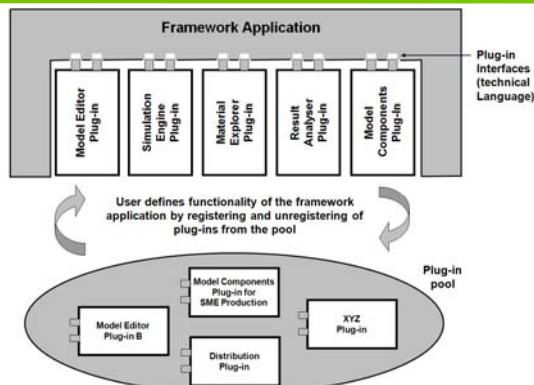 Framework Application
Plug-in
Interfaces
(technical
Language)
Model Editor
Plug-in
Simulation
Engine
Plug-in
Material
Explorer
Plug-in
Result
Analyser
Plug-in
Model
Components
Plug-In
User defines functionality of the framework
application by registering and unregistering of
plug-ins from the pool
Plug-in
pool
Model Components
Plug-in for
SME Production
Model Editor
Plug-in B
XYZ
Plug-in
Distribution
Plug-in